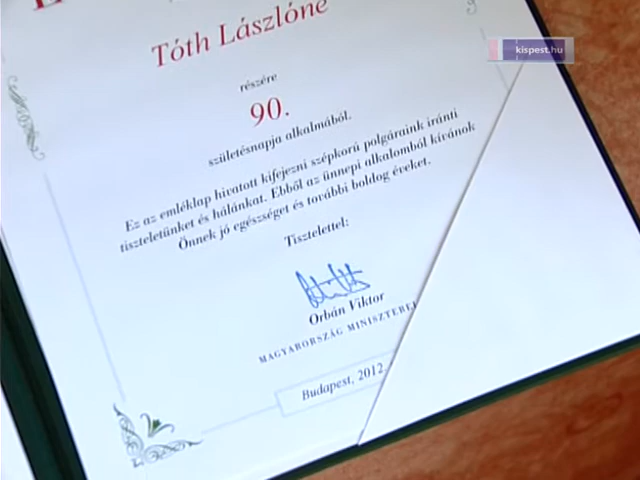 kispest.hu
Tóth Lászlóné
részére
90.
születésnapja alkalmából.
Ez az emléklap hivatott kifejezni szépkorú polgáraink iránti
tiszteletünket és hálánkat. Ebből az ünnepi alkalomból kívánok
Önnek jó egészséget és további boldog éveket.
Tisztelettel:
Orbán Viktor
MAGYARORSZÁG
Budapest, 2012.